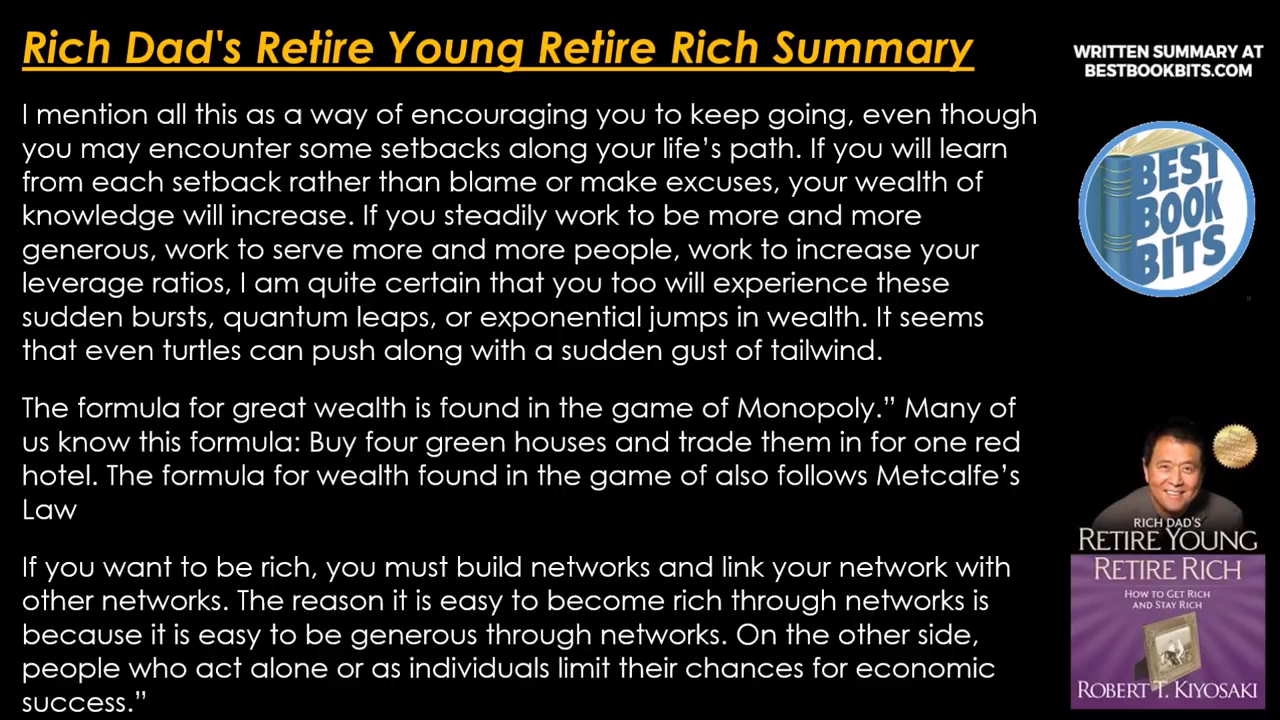 Rich Dad's Retire Young Retire Rich Summary
WRITTEN SUMMARY AT
BESTBOOKBITS.COM
I mention all this as a way of encouraging you to keep going, even though
you may encounter some setbacks along your life’s path. If you will learn
from each setback rather than blame or make excuses, your wealth of
knowledge will increase. If you steadily work to be more and more
generous, work to serve more and more people, work to increase your
leverage ratios, I am quite certain that you too will experience these
sudden bursts, quantum leaps, or exponential jumps in wealth. It seems
that even turtles can push along with a sudden gust of tailwind.
The formula for great wealth is found in the game of Monopoly.” Many of
us know this formula: Buy four green houses and trade them in for one red
hotel. The formula for wealth found in the game of also follows Metcalfe’s
Law
If you want to be rich, you must build networks and link your network with
other networks. The reason it is easy to become rich through networks is
because it is easy to be generous through networks. On the other side,
people who act alone or as individuals limit their chances for economic
success.”
BEST
BOOK
BITS
RICH DAD'S
RETIRE YOUNG
RETIRE RICH
HOW TO GET RICH
AND STAY RICH
ROBERT T. KIYOSAKI